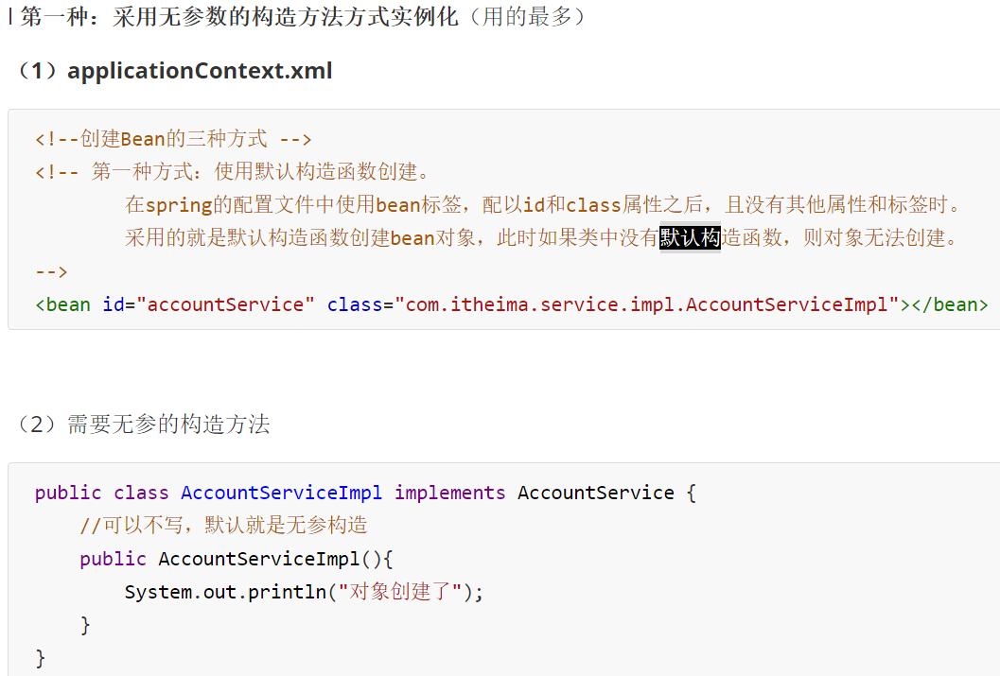 第一种：采用无参数的构造方法方式实例化（用的最多）
（1）applicationContext.xml
<!--创建Bean的三种方式 -->
<!-- 第一种方式：使用默认构造函数创建。
在spring的配置文件中使用bean标签，配以id和class属性之后，且没有其他属性和标签时。
采用的就是默认构造函数创建bean对象，此时如果类中没有默认构造函数，则对象无法创建。
-->
<bean id="accountService" class="com.itheima.service.impl.AccountServiceImpl"></bean>
（2）需要无参的构造方法
public class AccountServiceImpl implements AccountService {
//可以不写，默认就是无参构造
public AccountServiceImpl(){
System.out.println("对象创建了");
}
}